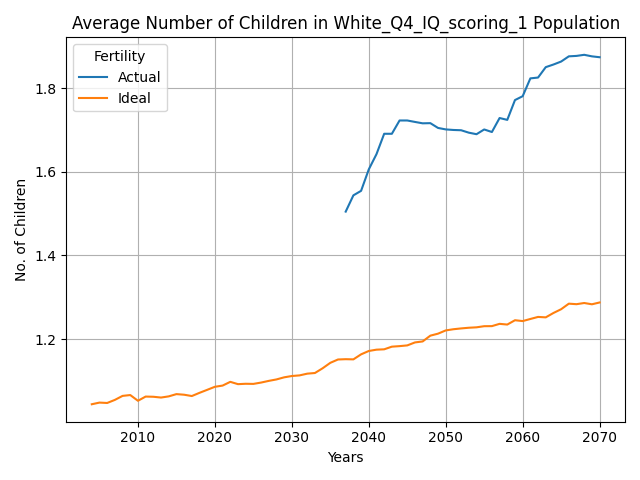 Average Number of Children in White_Q4_IQ_scoring_1 Population
Fertility
Actual
Ideal
No. of Children
1.8
1.6
1.4
1.2
2010 2020 2030 2040 2050 2060 2070
Years